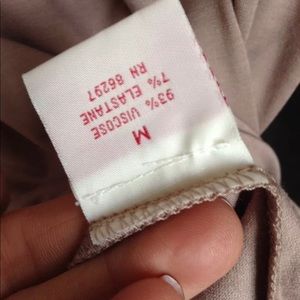 M
93% VISCOSE
7% ELASTANE
RN 86297